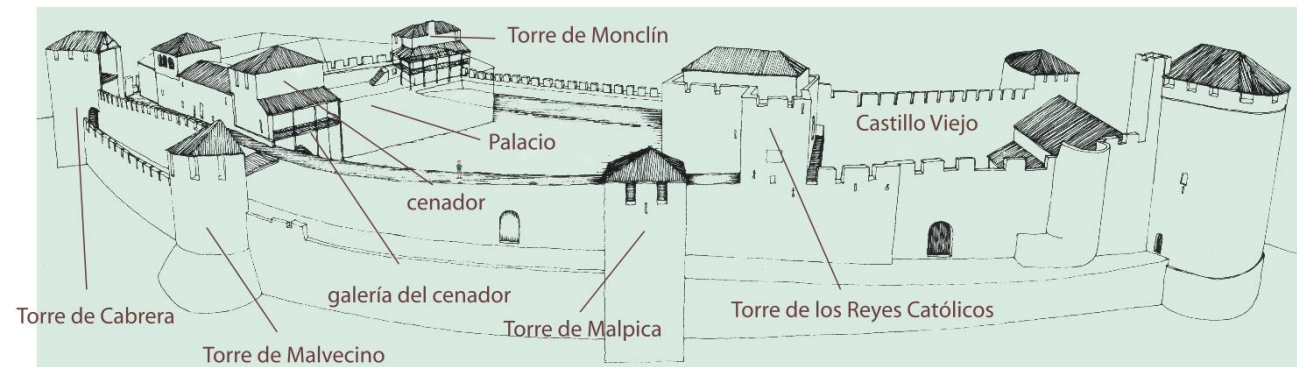 Torre de Monclín
Castillo Viejo
Palacio
cenador
galería del cenador
Torre de los Reyes Católicos
Torre de Cabrera
Torre de Malpica
Torre de Malvecino